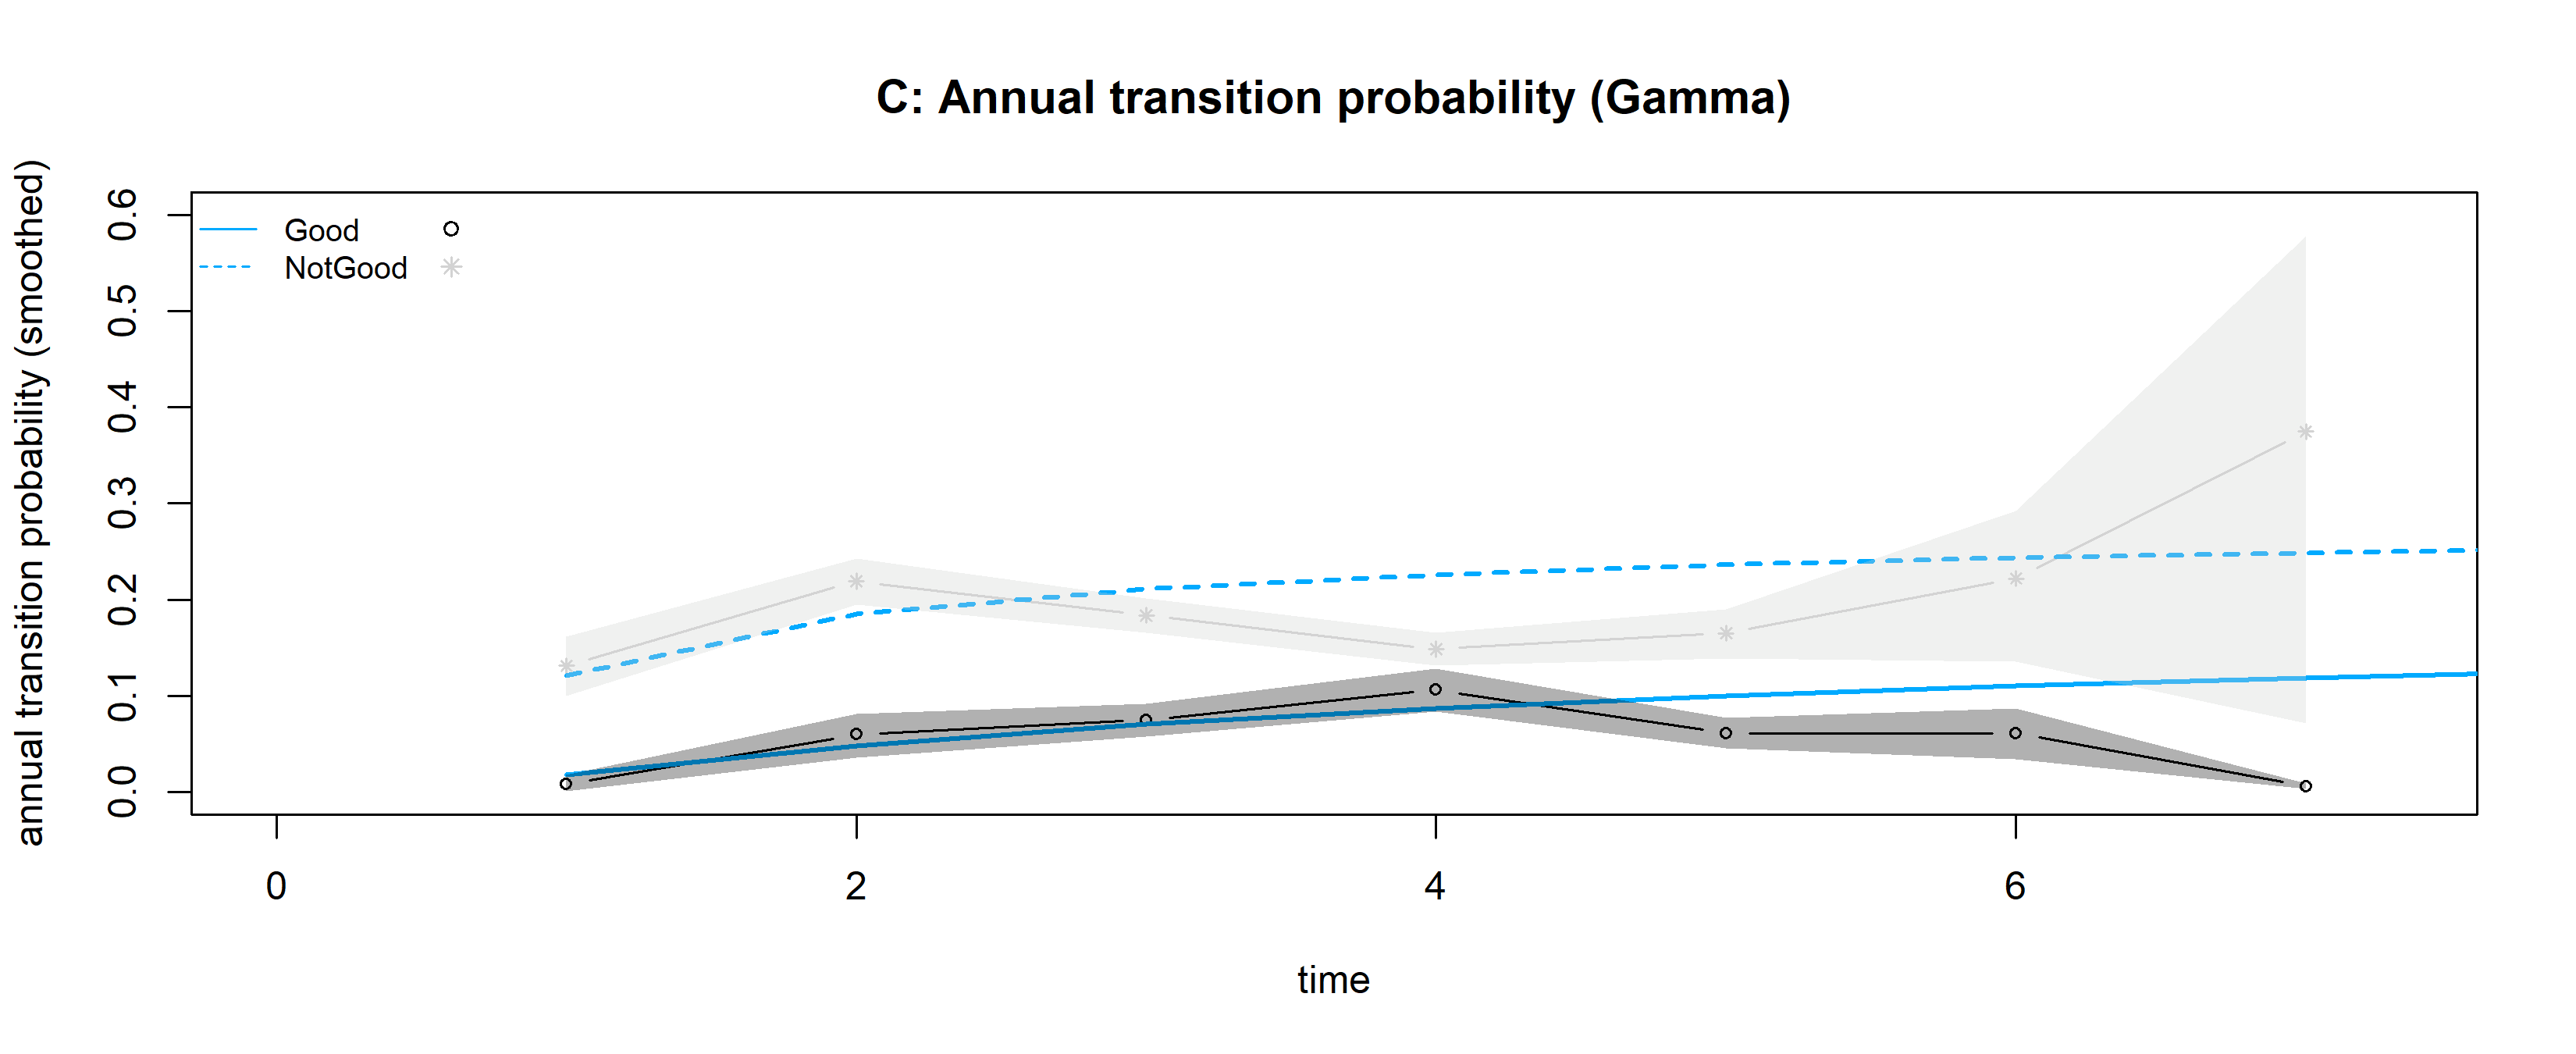 C: Annual transition probability (Gamma)
annual transition probability (smoothed)
0.6
0.5
0.4
0.3
0.2
0.1
0.0
Good
NotGood
0 2 4 6
time